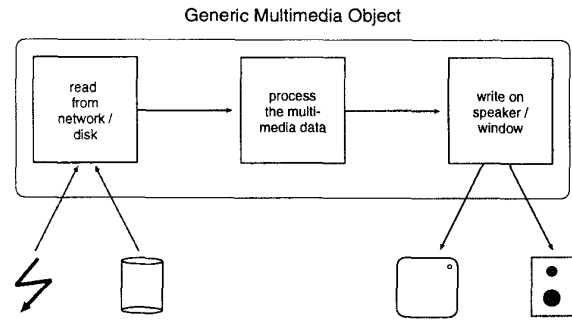 Generic Multimedia Object
read
from
network /
disk
process
the multi-
media data
write on
speaker /
window